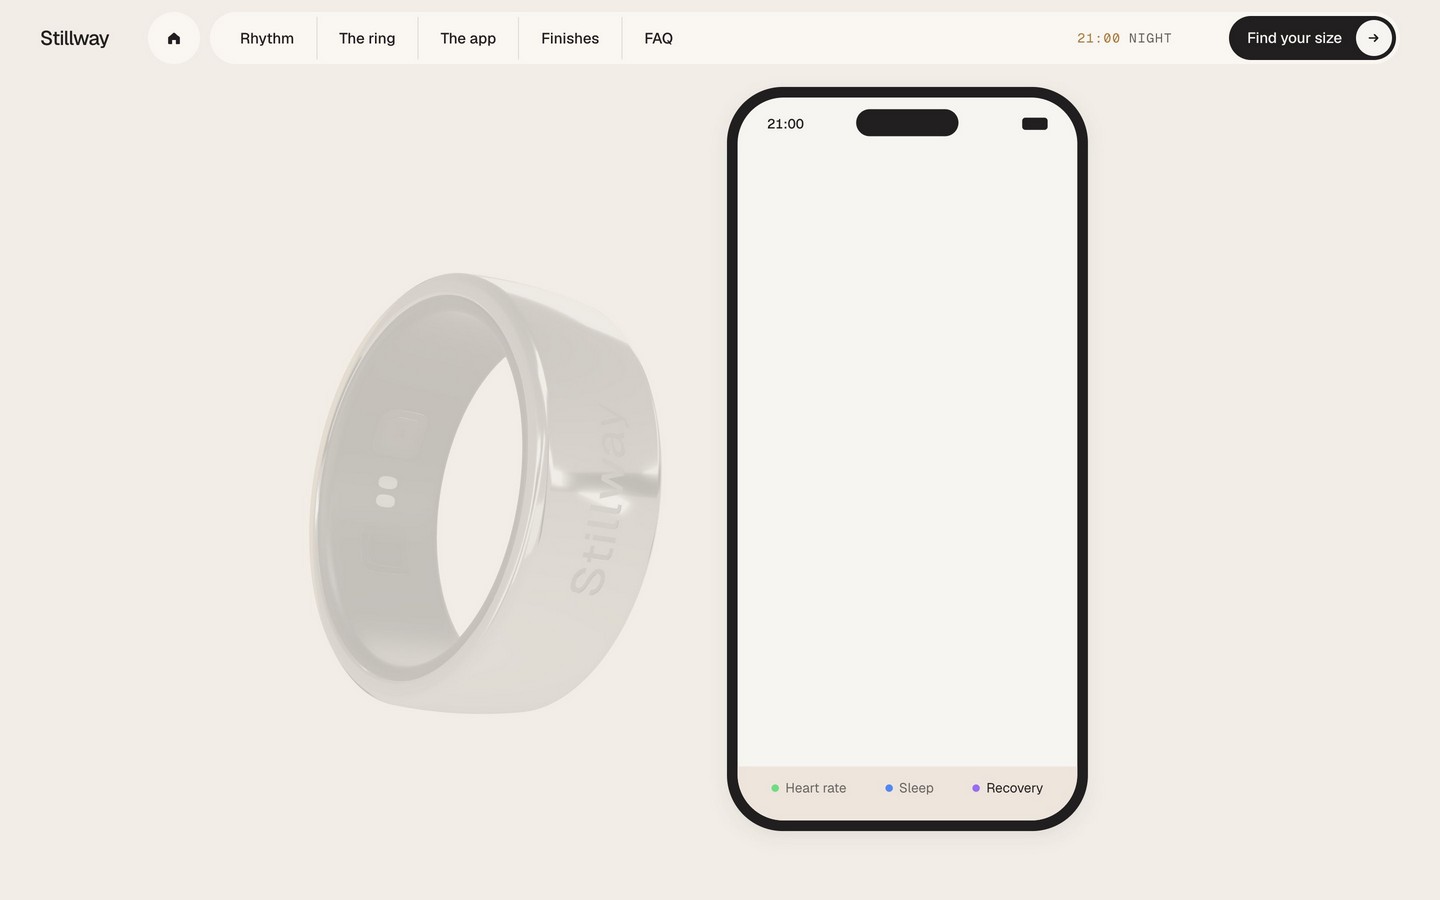 Stillway
Rhythm
The ring
The app
Finishes
FAQ
21:00 NIGHT
Find your size
21:00
Stillway
Heart rate
Sleep
Recovery